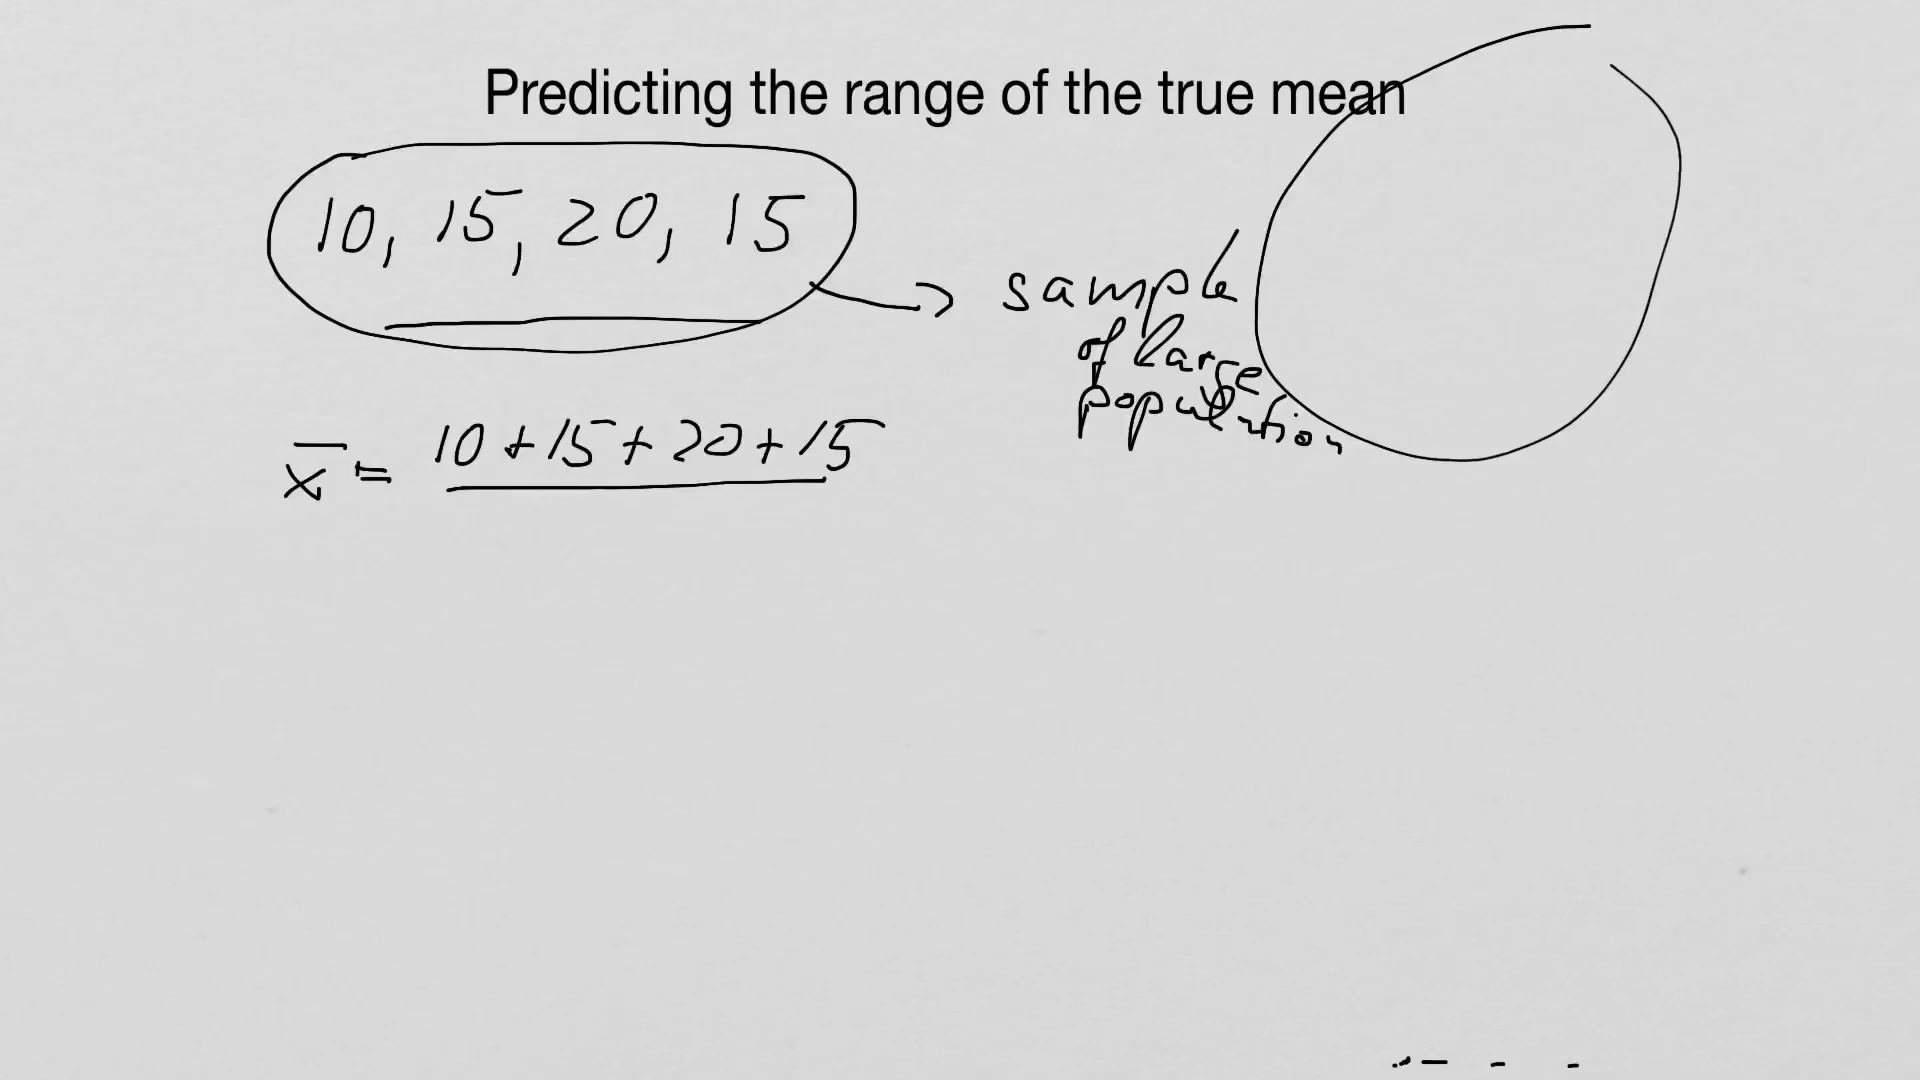 Predicting the range of the true mean
10, 15, 20, 15
sample
of large
population
x̄ = 10 + 15 + 20 + 15